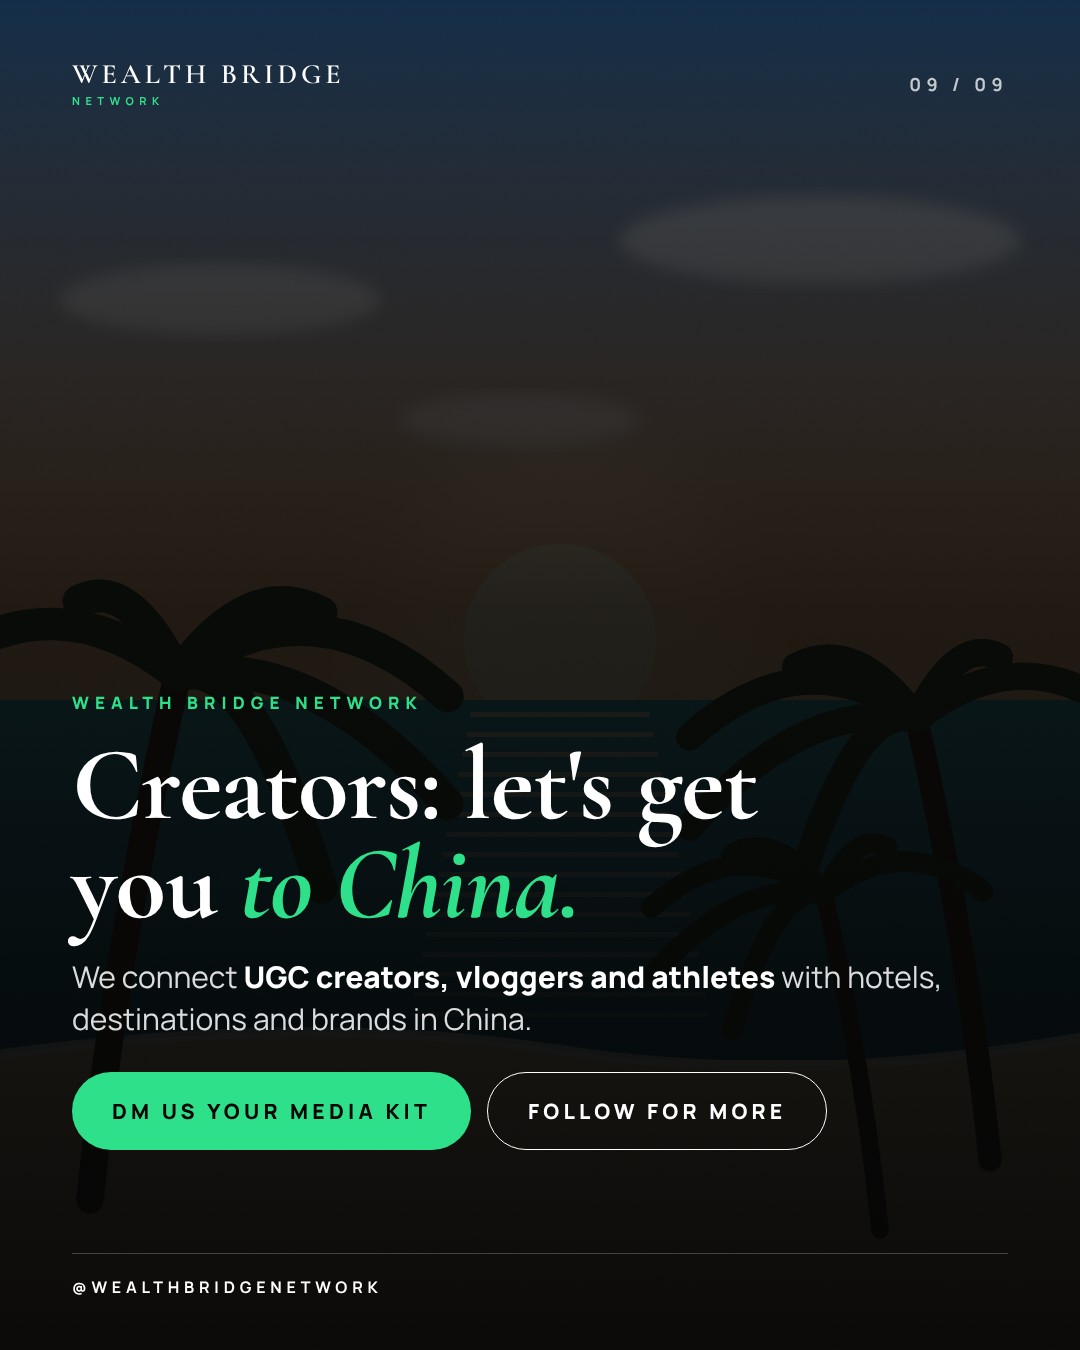 WEALTH BRIDGE
NETWORK
09 / 09
WEALTH BRIDGE NETWORK
Creators: let's get
you to China.
We connect UGC creators, vloggers and athletes with hotels,
destinations and brands in China.
DM US YOUR MEDIA KIT
FOLLOW FOR MORE
@WEALTHBRIDGENETWORK